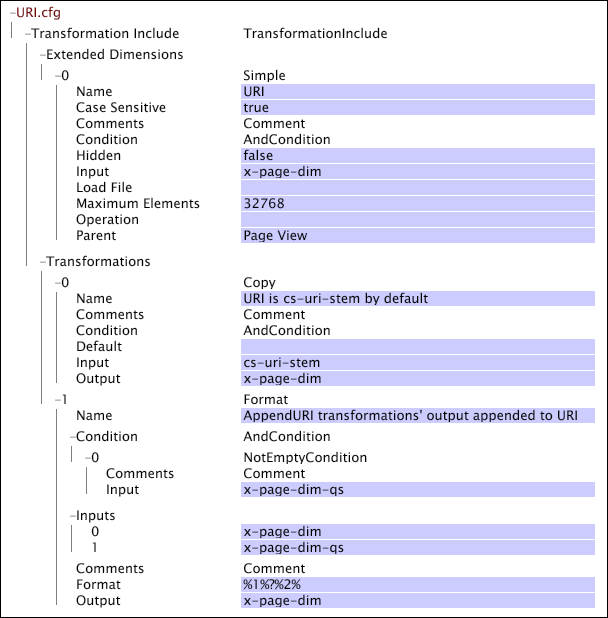 URI.cfg
Transformation Include TransformationInclude
Extended Dimensions
0 Simple
Name URI
Case Sensitive true
Comments Comment
Condition AndCondition
Hidden false
Input x-page-dim
Load File
Maximum Elements 32768
Operation
Parent Page View
Transformations
0 Copy
Name URI is cs-uri-stem by default
Comments Comment
Condition AndCondition
Default
Input cs-uri-stem
Output x-page-dim
1 Format
Name AppendURI transformations' output appended to URI
Condition AndCondition
0 NotEmptyCondition
Comments Comment
Input x-page-dim-qs
Inputs
0 x-page-dim
1 x-page-dim-qs
Comments Comment
Format %1%?%2%
Output x-page-dim